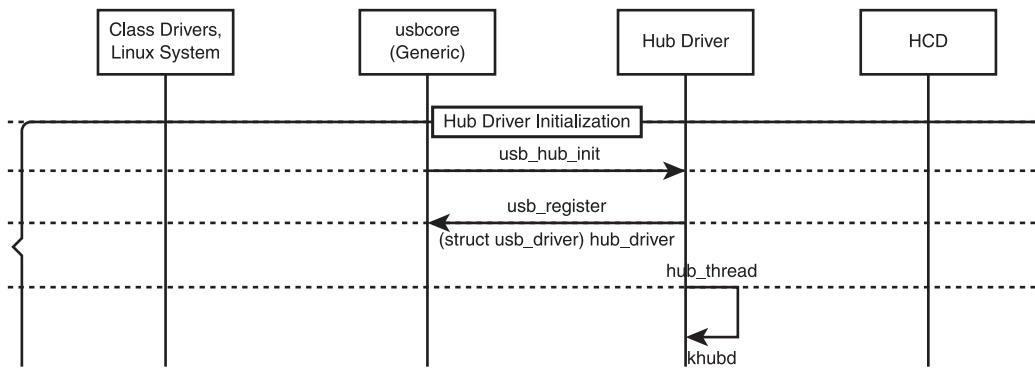 Class Drivers,
Linux System
usbcore
(Generic)
Hub Driver
HCD
Hub Driver Initialization
usb_hub_init
usb_register
(struct usb_driver) hub_driver
hub_thread
khubd